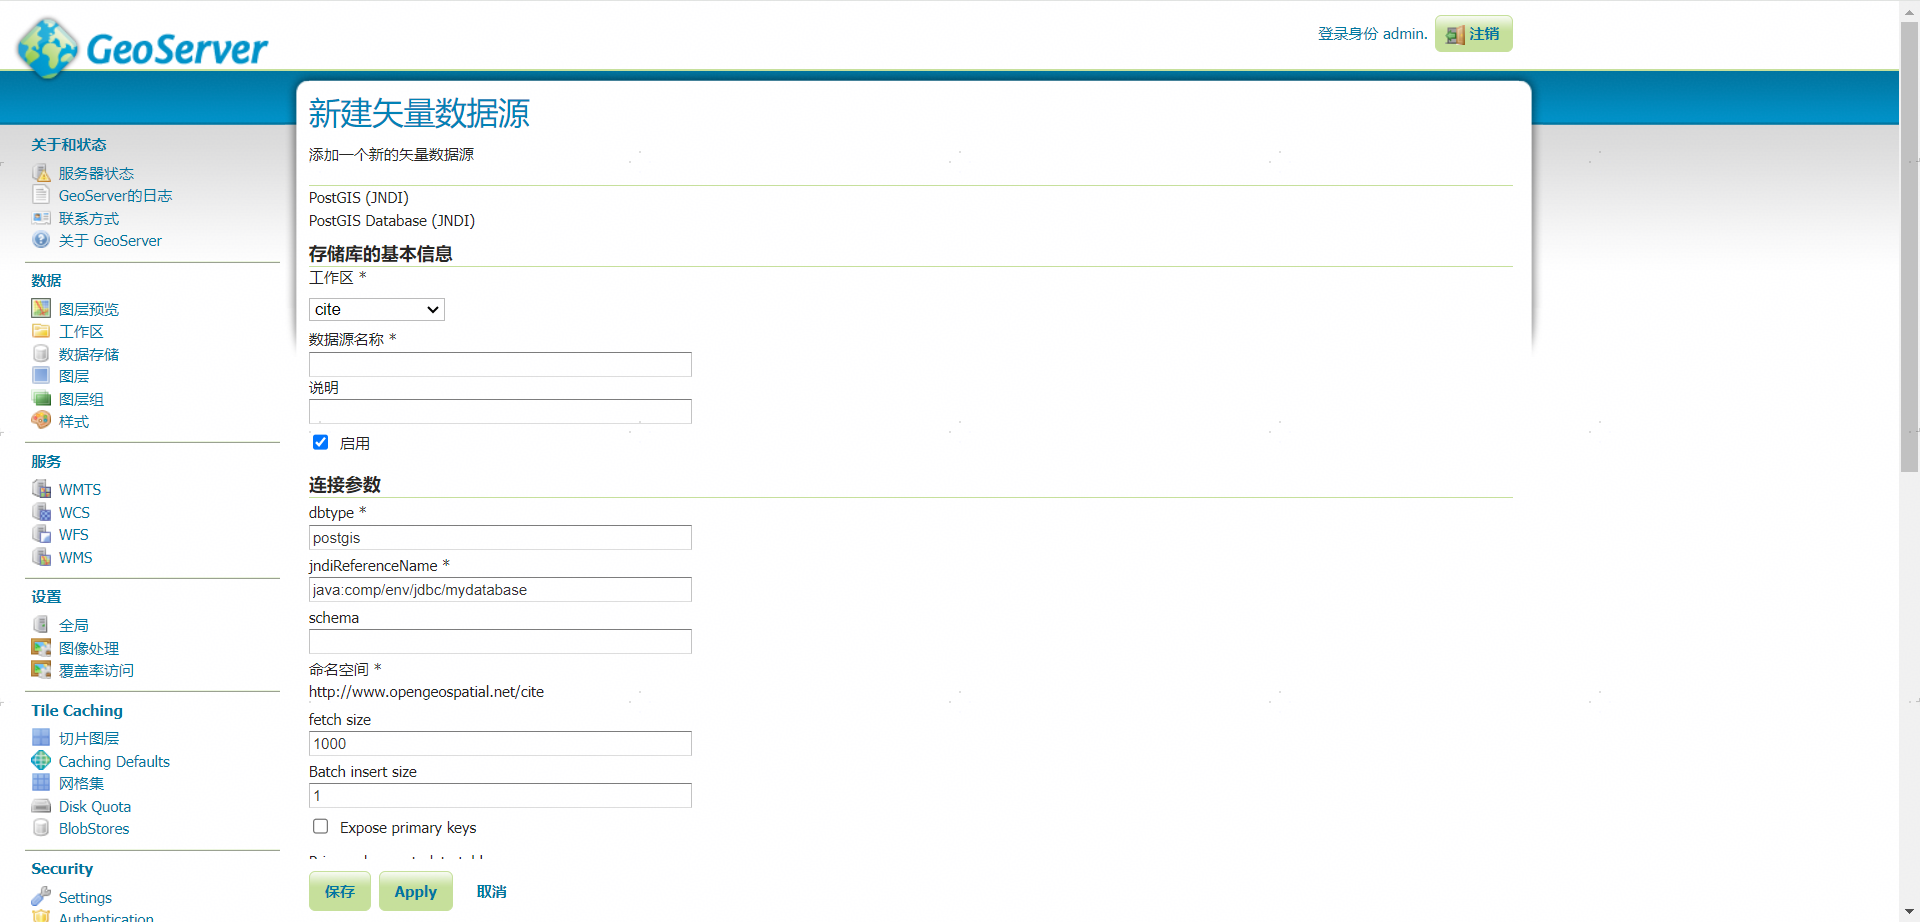 GeoServer
登录身份 admin.
注销
关于和状态
服务器状态
GeoServer的日志
联系方式
关于 GeoServer
数据
图层预览
工作区
数据存储
图层
图层组
样式
服务
WMTS
WCS
WFS
WMS
设置
全局
图像处理
覆盖率访问
Tile Caching
切片图层
Caching Defaults
网格集
Disk Quota
BlobStores
Security
Settings
Authentication
新建矢量数据源
添加一个新的矢量数据源
PostGIS (JNDI)
PostGIS Database (JNDI)
存储库的基本信息
工作区 *
cite
数据源名称 *
说明
启用
连接参数
dbtype *
postgis
jndiReferenceName *
java:comp/env/jdbc/mydatabase
schema
命名空间 *
http://www.opengeospatial.net/cite
fetch size
1000
Batch insert size
1
Expose primary keys
保存
Apply
取消